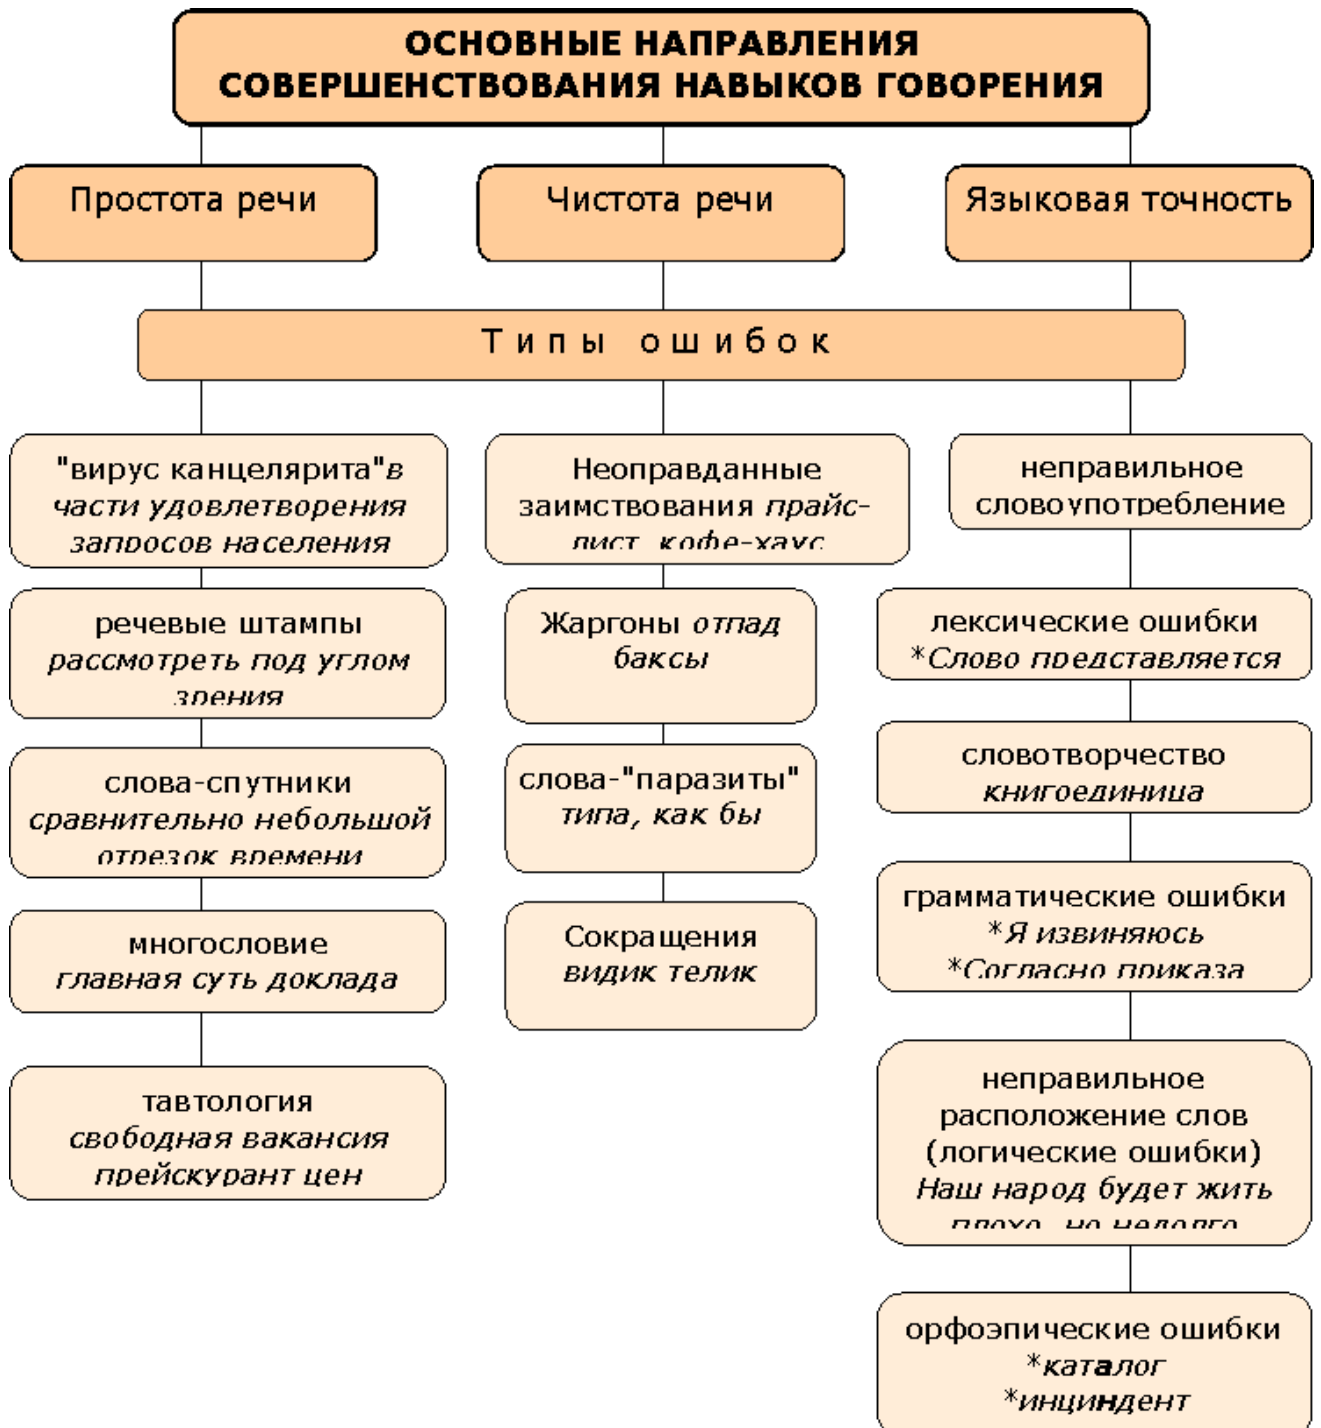 ОСНОВНЫЕ НАПРАВЛЕНИЯ
СОВЕРШЕНСТВОВАНИЯ НАВЫКОВ ГОВОРЕНИЯ
Простота речи
Чистота речи
Языковая точность
Типы ошибок
"вирус канцелярита"в
части удовлетворения
запросов населения
речевые штампы
рассмотреть под углом
зрения
слова-спутники
сравнительно небольшой
отрезок времени
многословие
главная суть доклада
тавтология
свободная вакансия
прейскурант цен
Неоправданные
заимствования прайс-
лист, кофе-хаус
Жаргоны отпад
баксы
слова-"паразиты"
типа, как бы
Сокращения
видик телик
неправильное
словоупотребление
лексические ошибки
*Слово представляется
словотворчество
книгоединица
грамматические ошибки
*Я извиняюсь
*Согласно приказа
неправильное
расположение слов
(логические ошибки)
Наш народ будет жить
плохо, но недолго
орфоэпические ошибки
*каталог
*инциндент